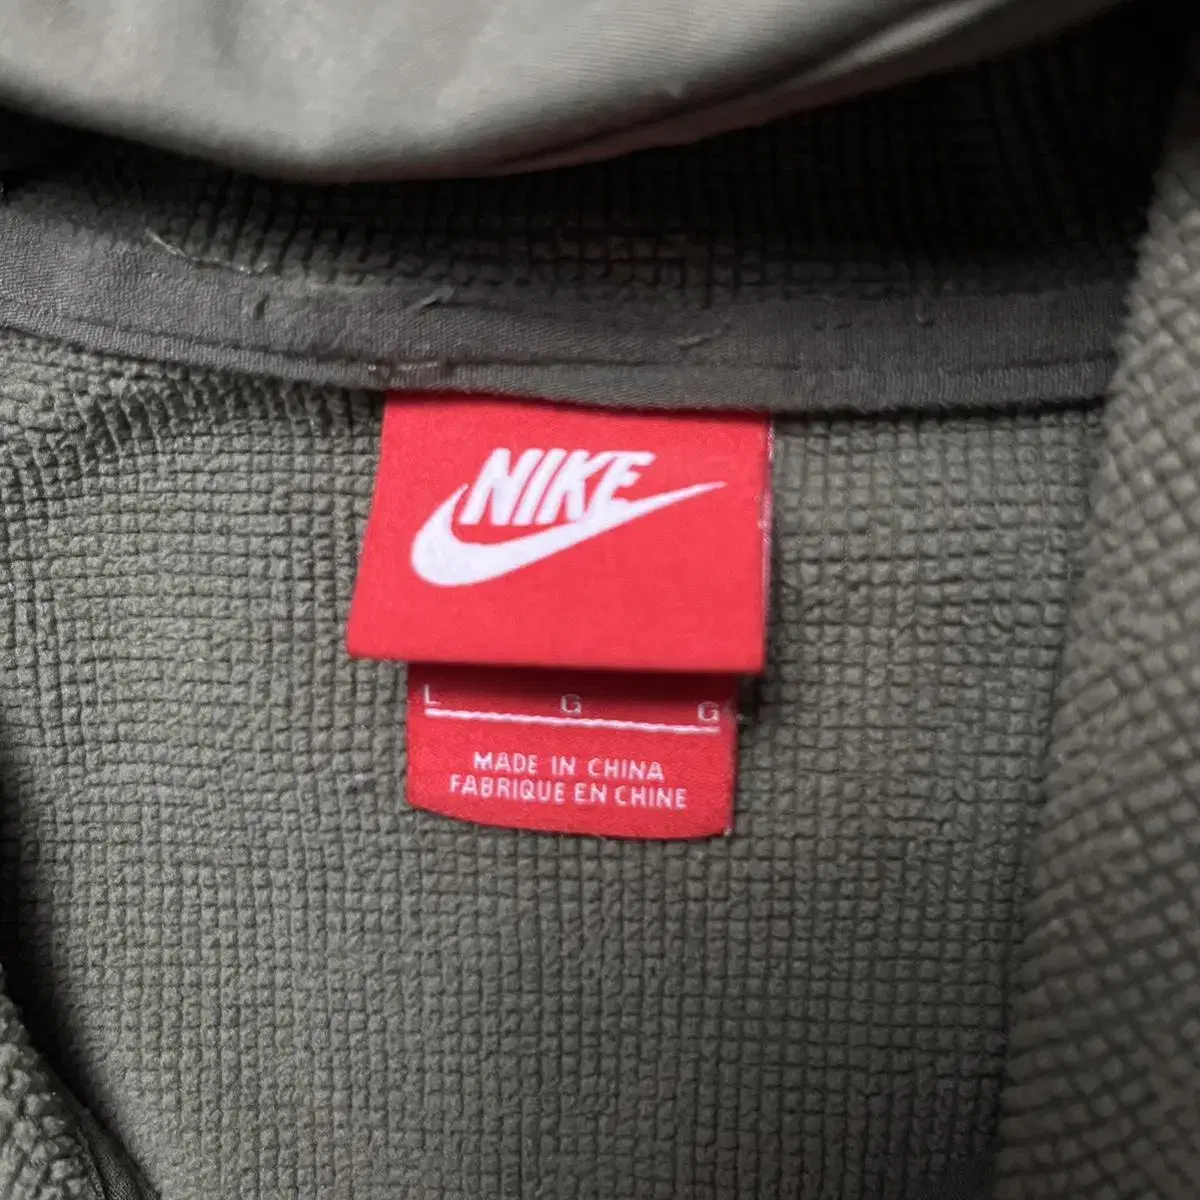 NIKE
L G G
MADE IN CHINA
FABRIQUE EN CHINE